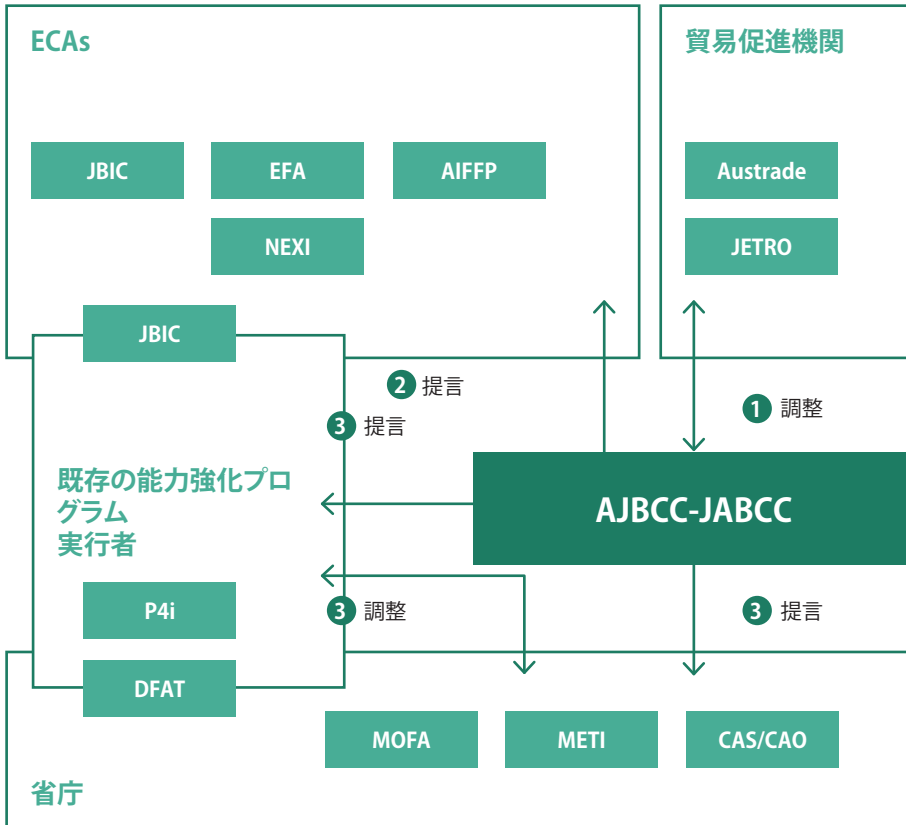 ECAs
貿易促進機関
JBIC
EFA
AIFFP
Austrade
NEXI
JETRO
JBIC
2 提言
3 提言
1 調整
既存の能力強化プロ
グラム
実行者
AJBCC-JABCC
P4i
3 調整
3 提言
DFAT
MOFA
METI
CAS/CAO
省庁